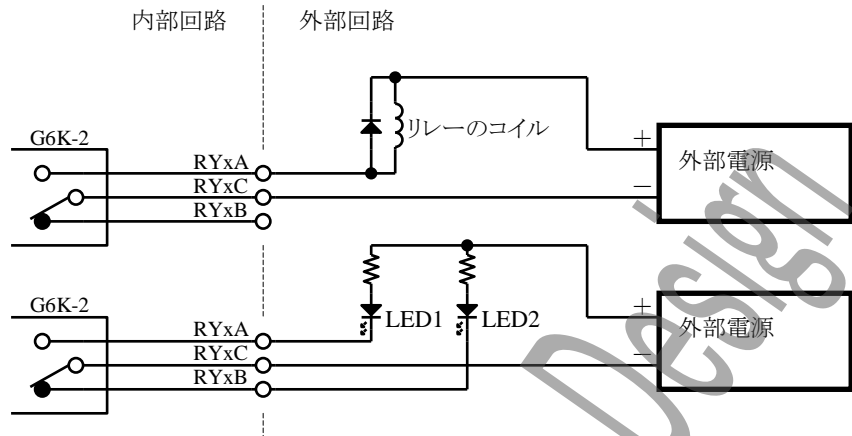 内部回路 外部回路
リレーのコイル
G6K-2
RYxA
RYxC
RYxB
+
−
外部電源
G6K-2
RYxA
RYxC
RYxB
LED1 LED2
+
−
外部電源
Design